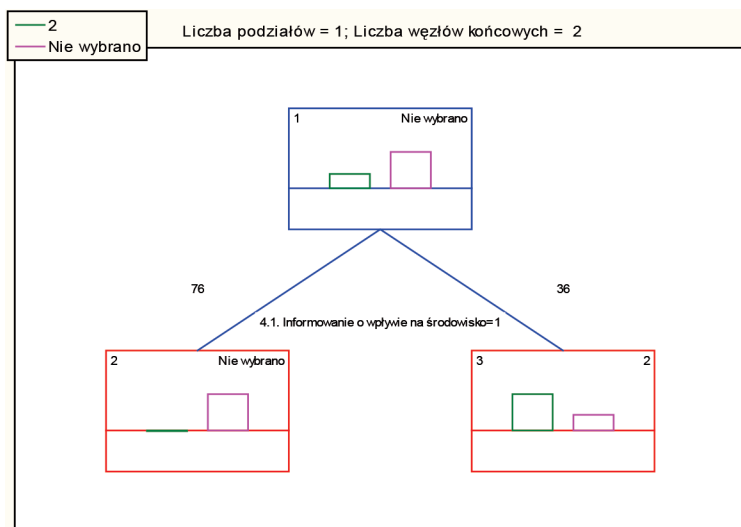 2
Nie wybrano
Liczba podziałów = 1; Liczba węzłów końcowych = 2
1 Nie wybrano
76 36
4.1. Informowanie o wpływie na środowisko=1
2 Nie wybrano
3 2